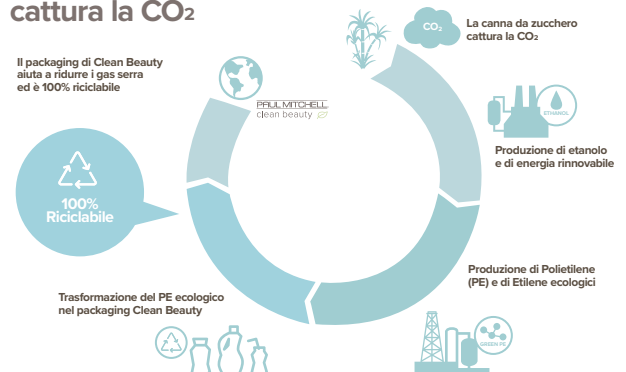 cattura la CO₂
CO₂
La canna da zucchero
cattura la CO₂
Il packaging di Clean Beauty
aiuta a ridurre i gas serra
ed è 100% riciclabile
PAUL MITCHELL
clean beauty
ETHANOL
Produzione di etanolo
e di energia rinnovabile
100%
Riciclabile
Produzione di Polietilene
(PE) e di Etilene ecologici
Trasformazione del PE ecologico
nel packaging Clean Beauty
GREEN PE